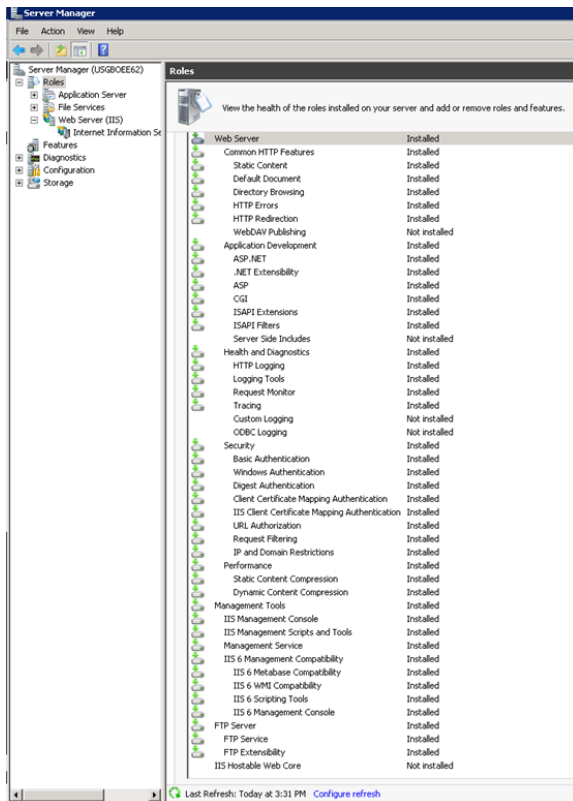 Server Manager
File Action View Help
Server Manager (USGBOEE62)
Roles
Application Server
File Services
Web Server (IIS)
Internet Information Se
Features
Diagnostics
Configuration
Storage
Roles
View the health of the roles installed on your server and add or remove roles and features.
Web Server Installed
Common HTTP Features Installed
Static Content Installed
Default Document Installed
Directory Browsing Installed
HTTP Errors Installed
HTTP Redirection Installed
WebDAV Publishing Not installed
Application Development Installed
ASP.NET Installed
.NET Extensibility Installed
ASP Installed
CGI Installed
ISAPI Extensions Installed
ISAPI Filters Installed
Server Side Includes Not installed
Health and Diagnostics Installed
HTTP Logging Installed
Logging Tools Installed
Request Monitor Installed
Tracing Installed
Custom Logging Not installed
ODBC Logging Not installed
Security Installed
Basic Authentication Installed
Windows Authentication Installed
Digest Authentication Installed
Client Certificate Mapping Authentication Installed
IIS Client Certificate Mapping Authentication Installed
URL Authorization Installed
Request Filtering Installed
IP and Domain Restrictions Installed
Performance Installed
Static Content Compression Installed
Dynamic Content Compression Installed
Management Tools Installed
IIS Management Console Installed
IIS Management Scripts and Tools Installed
Management Service Installed
IIS 6 Management Compatibility Installed
IIS 6 Metabase Compatibility Installed
IIS 6 WMI Compatibility Installed
IIS 6 Scripting Tools Installed
IIS 6 Management Console Installed
FTP Server Installed
FTP Service Installed
FTP Extensibility Installed
IIS Hostable Web Core Not installed
Last Refresh: Today at 3:31 PM Configure refresh